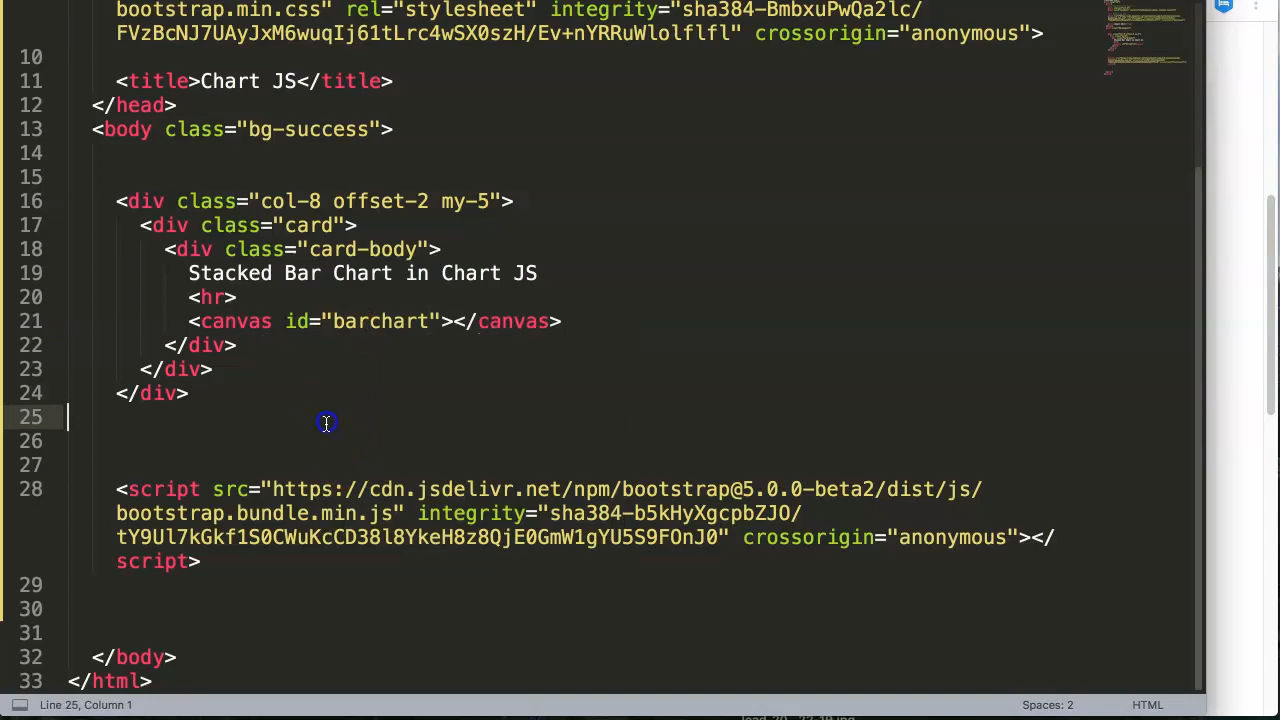 bootstrap.min.css" rel="stylesheet" integrity="sha384-BmbxuPwQa2lc/
FVzBcNJ7UAyJxM6wuqIj61tLrc4wSX0szH/Ev+nYRRuWlolflfl" crossorigin="anonymous">
10
11 <title>Chart JS</title>
12 </head>
13 <body class="bg-success">
14
15
16 <div class="col-8 offset-2 my-5">
17 <div class="card">
18 <div class="card-body">
19 Stacked Bar Chart in Chart JS
20 <hr>
21 <canvas id="barchart"></canvas>
22 </div>
23 </div>
24 </div>
25
26
27
28 <script src="https://cdn.jsdelivr.net/npm/bootstrap@5.0.0-beta2/dist/js/
bootstrap.bundle.min.js" integrity="sha384-b5kHyXgcpbZJO/
tY9Ul7kGkf1S0CWuKcCD38l8YkeH8z8QjE0GmW1gYU5S9FOnJ0" crossorigin="anonymous"></
script>
29
30
31
32 </body>
33 </html>
Line 25, Column 1
Spaces: 2
HTML